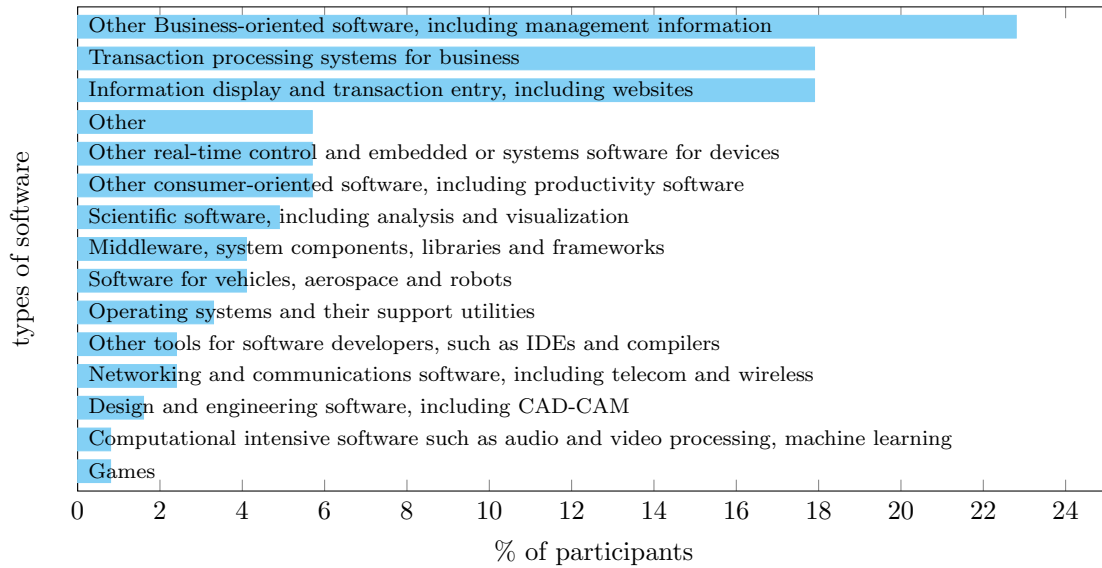 Other Business-oriented software, including management information
Transaction processing systems for business
Information display and transaction entry, including websites
Other
Other real-time control and embedded or systems software for devices
Other consumer-oriented software, including productivity software
Scientific software, including analysis and visualization
Middleware, system components, libraries and frameworks
Software for vehicles, aerospace and robots
Operating systems and their support utilities
Other tools for software developers, such as IDEs and compilers
Networking and communications software, including telecom and wireless
Design and engineering software, including CAD-CAM
Computational intensive software such as audio and video processing, machine learning
Games
types of software
0 2 4 6 8 10 12 14 16 18 20 22 24
% of participants